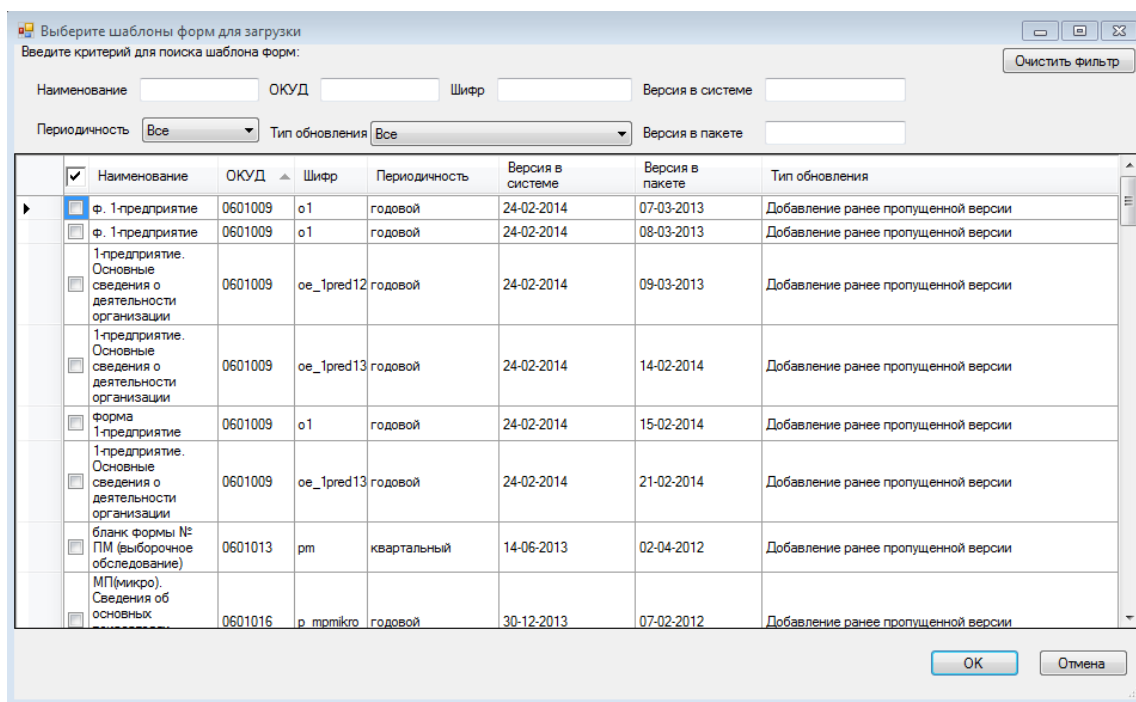 Выберите шаблоны форм для загрузки
Введите критерий для поиска шаблона форм:
Очистить фильтр
Наименование ОКУД Шифр Версия в системе
Периодичность Все Тип обновления Все Версия в пакете
Наименование ОКУД Шифр Периодичность Версия в системе Версия в пакете Тип обновления
ф. 1-предприятие 0601009 o1 годовой 24-02-2014 07-03-2013 Добавление ранее пропущенной версии
ф. 1-предприятие 0601009 o1 годовой 24-02-2014 08-03-2013 Добавление ранее пропущенной версии
1-предприятие.
Основные
сведения о
деятельности
организации
0601009 oe_1pred12 годовой 24-02-2014 09-03-2013 Добавление ранее пропущенной версии
1-предприятие.
Основные
сведения о
деятельности
организации
0601009 oe_1pred13 годовой 24-02-2014 14-02-2014 Добавление ранее пропущенной версии
форма
1-предприятие
0601009 o1 годовой 24-02-2014 15-02-2014 Добавление ранее пропущенной версии
1-предприятие.
Основные
сведения о
деятельности
организации
0601009 oe_1pred13 годовой 24-02-2014 21-02-2014 Добавление ранее пропущенной версии
бланк формы №
ПМ (выборочное
обследование)
0601013 pm квартальный 14-06-2013 02-04-2012 Добавление ранее пропущенной версии
МП(микро).
Сведения об
основных
0601016 p_mpmikro годовой 30-12-2013 07-02-2012 Добавление ранее пропущенной версии
OK Отмена